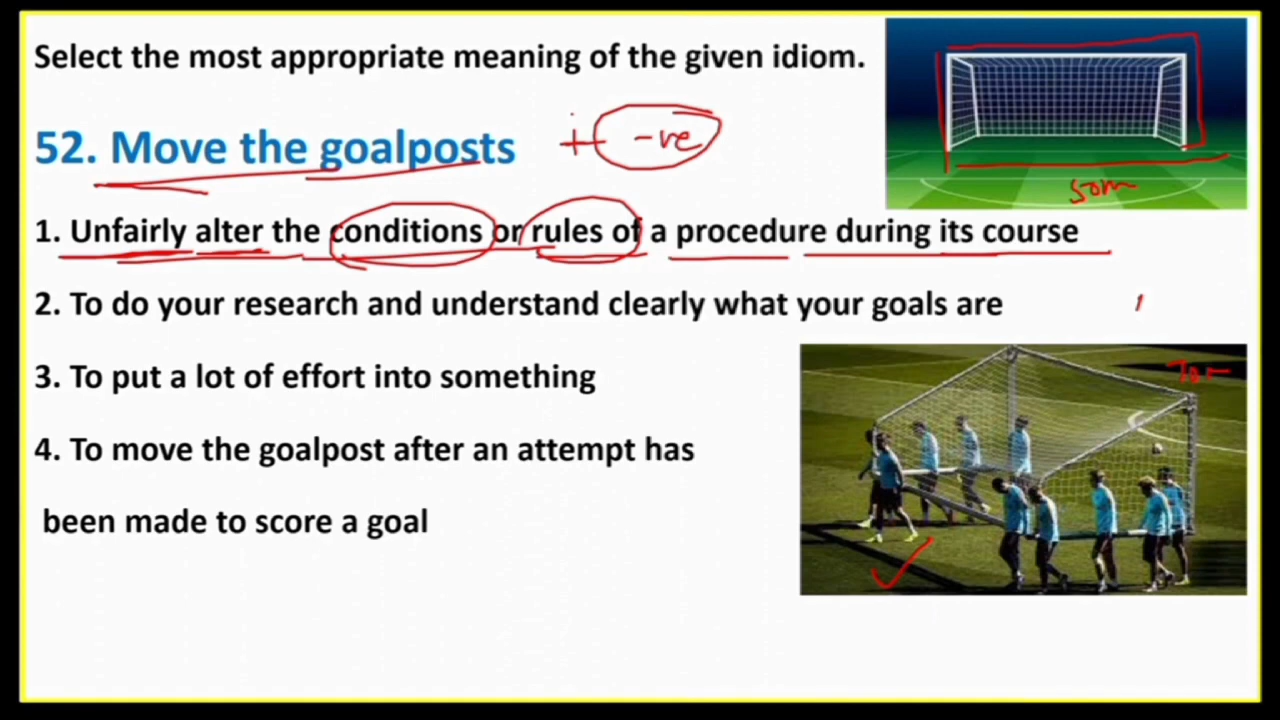 Select the most appropriate meaning of the given idiom.
52. Move the goalposts + -ve
50m
1. Unfairly alter the conditions or rules of a procedure during its course
2. To do your research and understand clearly what your goals are
3. To put a lot of effort into something
4. To move the goalpost after an attempt has
been made to score a goal